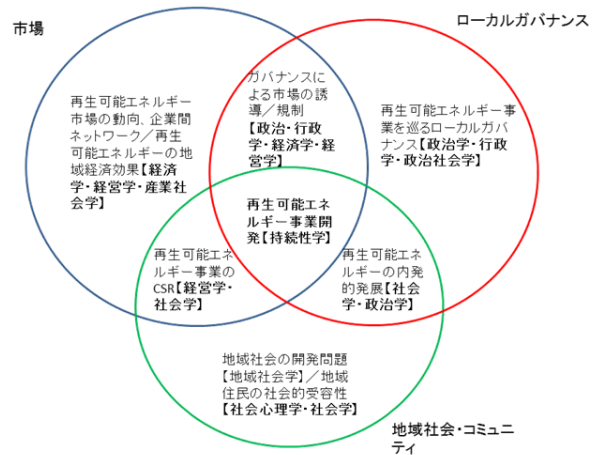 市場
ローカルガバナンス
再生可能エネルギー
市場の動向、企業間
ネットワーク／再生
可能エネルギーの地
域経済効果【経済
学・経営学・産業社
会学】
ガバナンスに
よる市場の誘
導／規制
【政治・行政
学・経済学・経
営学】
再生可能エネルギー事
業を巡るローカルガバ
ナンス【政治学・行政
学・政治社会学】
再生可能エネ
ルギー事業開
発【持続性学】
再生可能エネ
ルギー事業の
CSR【経営学・
社会学】
再生可能エネ
ルギーの内発
的発展【社会
学・政治学】
地域社会の開発問題
【地域社会学】／地域
住民の社会的受容性
【社会心理学・社会学】
地域社会・コミュニ
ティ